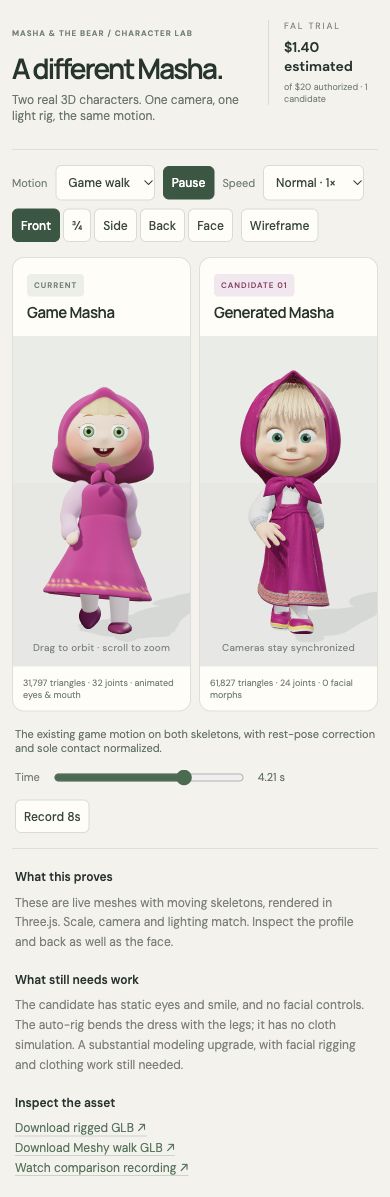 MASHA & THE BEAR / CHARACTER LAB
A different Masha.
Two real 3D characters. One camera, one
light rig, the same motion.
FAL TRIAL
$1.40
estimated
of $20 authorized · 1
candidate
Motion Game walk Pause Speed Normal · 1×
Front ¾ Side Back Face Wireframe
CURRENT
Game Masha
Drag to orbit · scroll to zoom
31,797 triangles · 32 joints · animated
eyes & mouth
CANDIDATE 01
Generated Masha
Cameras stay synchronized
61,827 triangles · 24 joints · 0 facial
morphs
The existing game motion on both skeletons, with rest-pose correction
and sole contact normalized.
Time 4.21 s
Record 8s
What this proves
These are live meshes with moving skeletons, rendered in
Three.js. Scale, camera and lighting match. Inspect the profile
and back as well as the face.
What still needs work
The candidate has static eyes and smile, and no facial controls.
The auto-rig bends the dress with the legs; it has no cloth
simulation. A substantial modeling upgrade, with facial rigging
and clothing work still needed.
Inspect the asset
Download rigged GLB ↗
Download Meshy walk GLB ↗
Watch comparison recording ↗